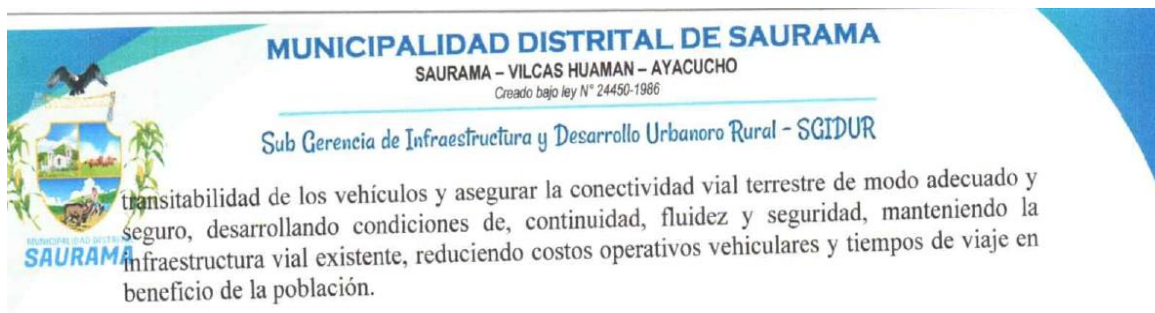 MUNICIPALIDAD DISTRITAL DE SAURAMA
SAURAMA – VILCAS HUAMAN – AYACUCHO
Creado bajo ley N° 24450-1986
Sub Gerencia de Infraestructura y Desarrollo Urbanoro Rural - SGIDUR
transitabilidad de los vehículos y asegurar la conectividad vial terrestre de modo adecuado y
seguro, desarrollando condiciones de, continuidad, fluidez y seguridad, manteniendo la
infraestructura vial existente, reduciendo costos operativos vehiculares y tiempos de viaje en
beneficio de la población.
MUNICIPALIDAD DISTRITAL
SAURAMA